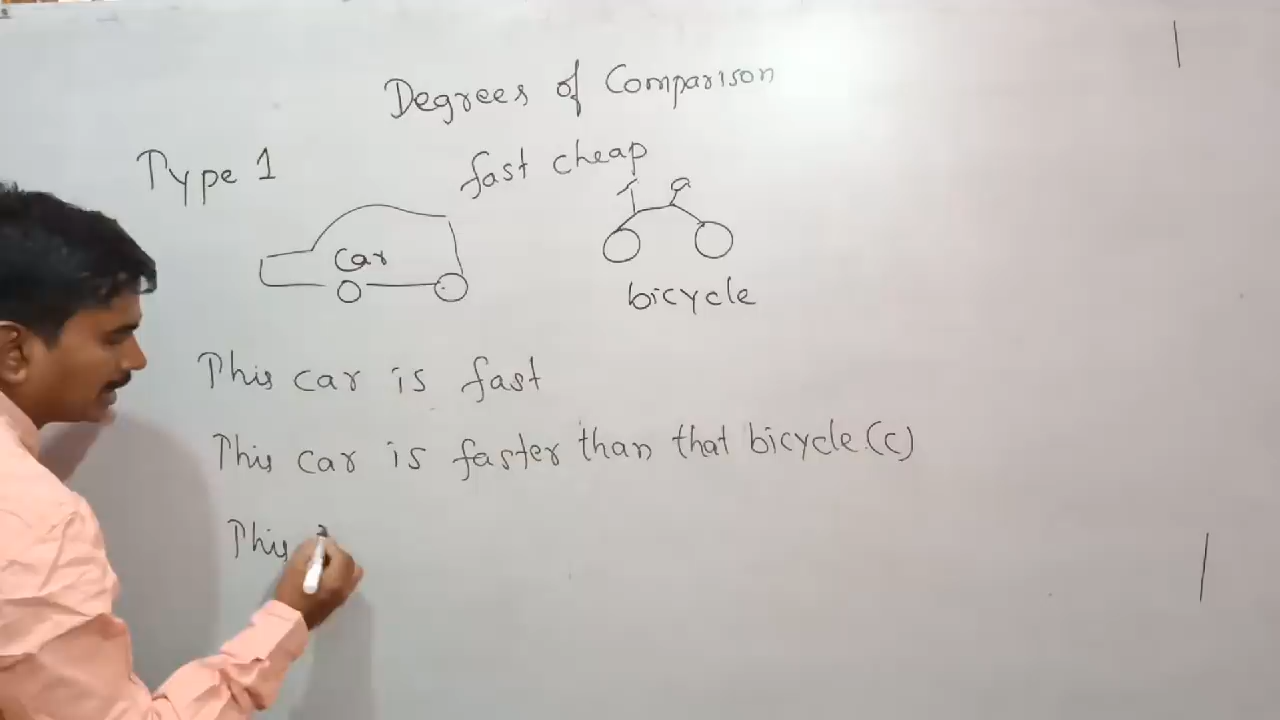 Degrees of Comparison
Type 1
fast cheap
Car
bicycle
This car is fast
This car is faster than that bicycle.(c)
This